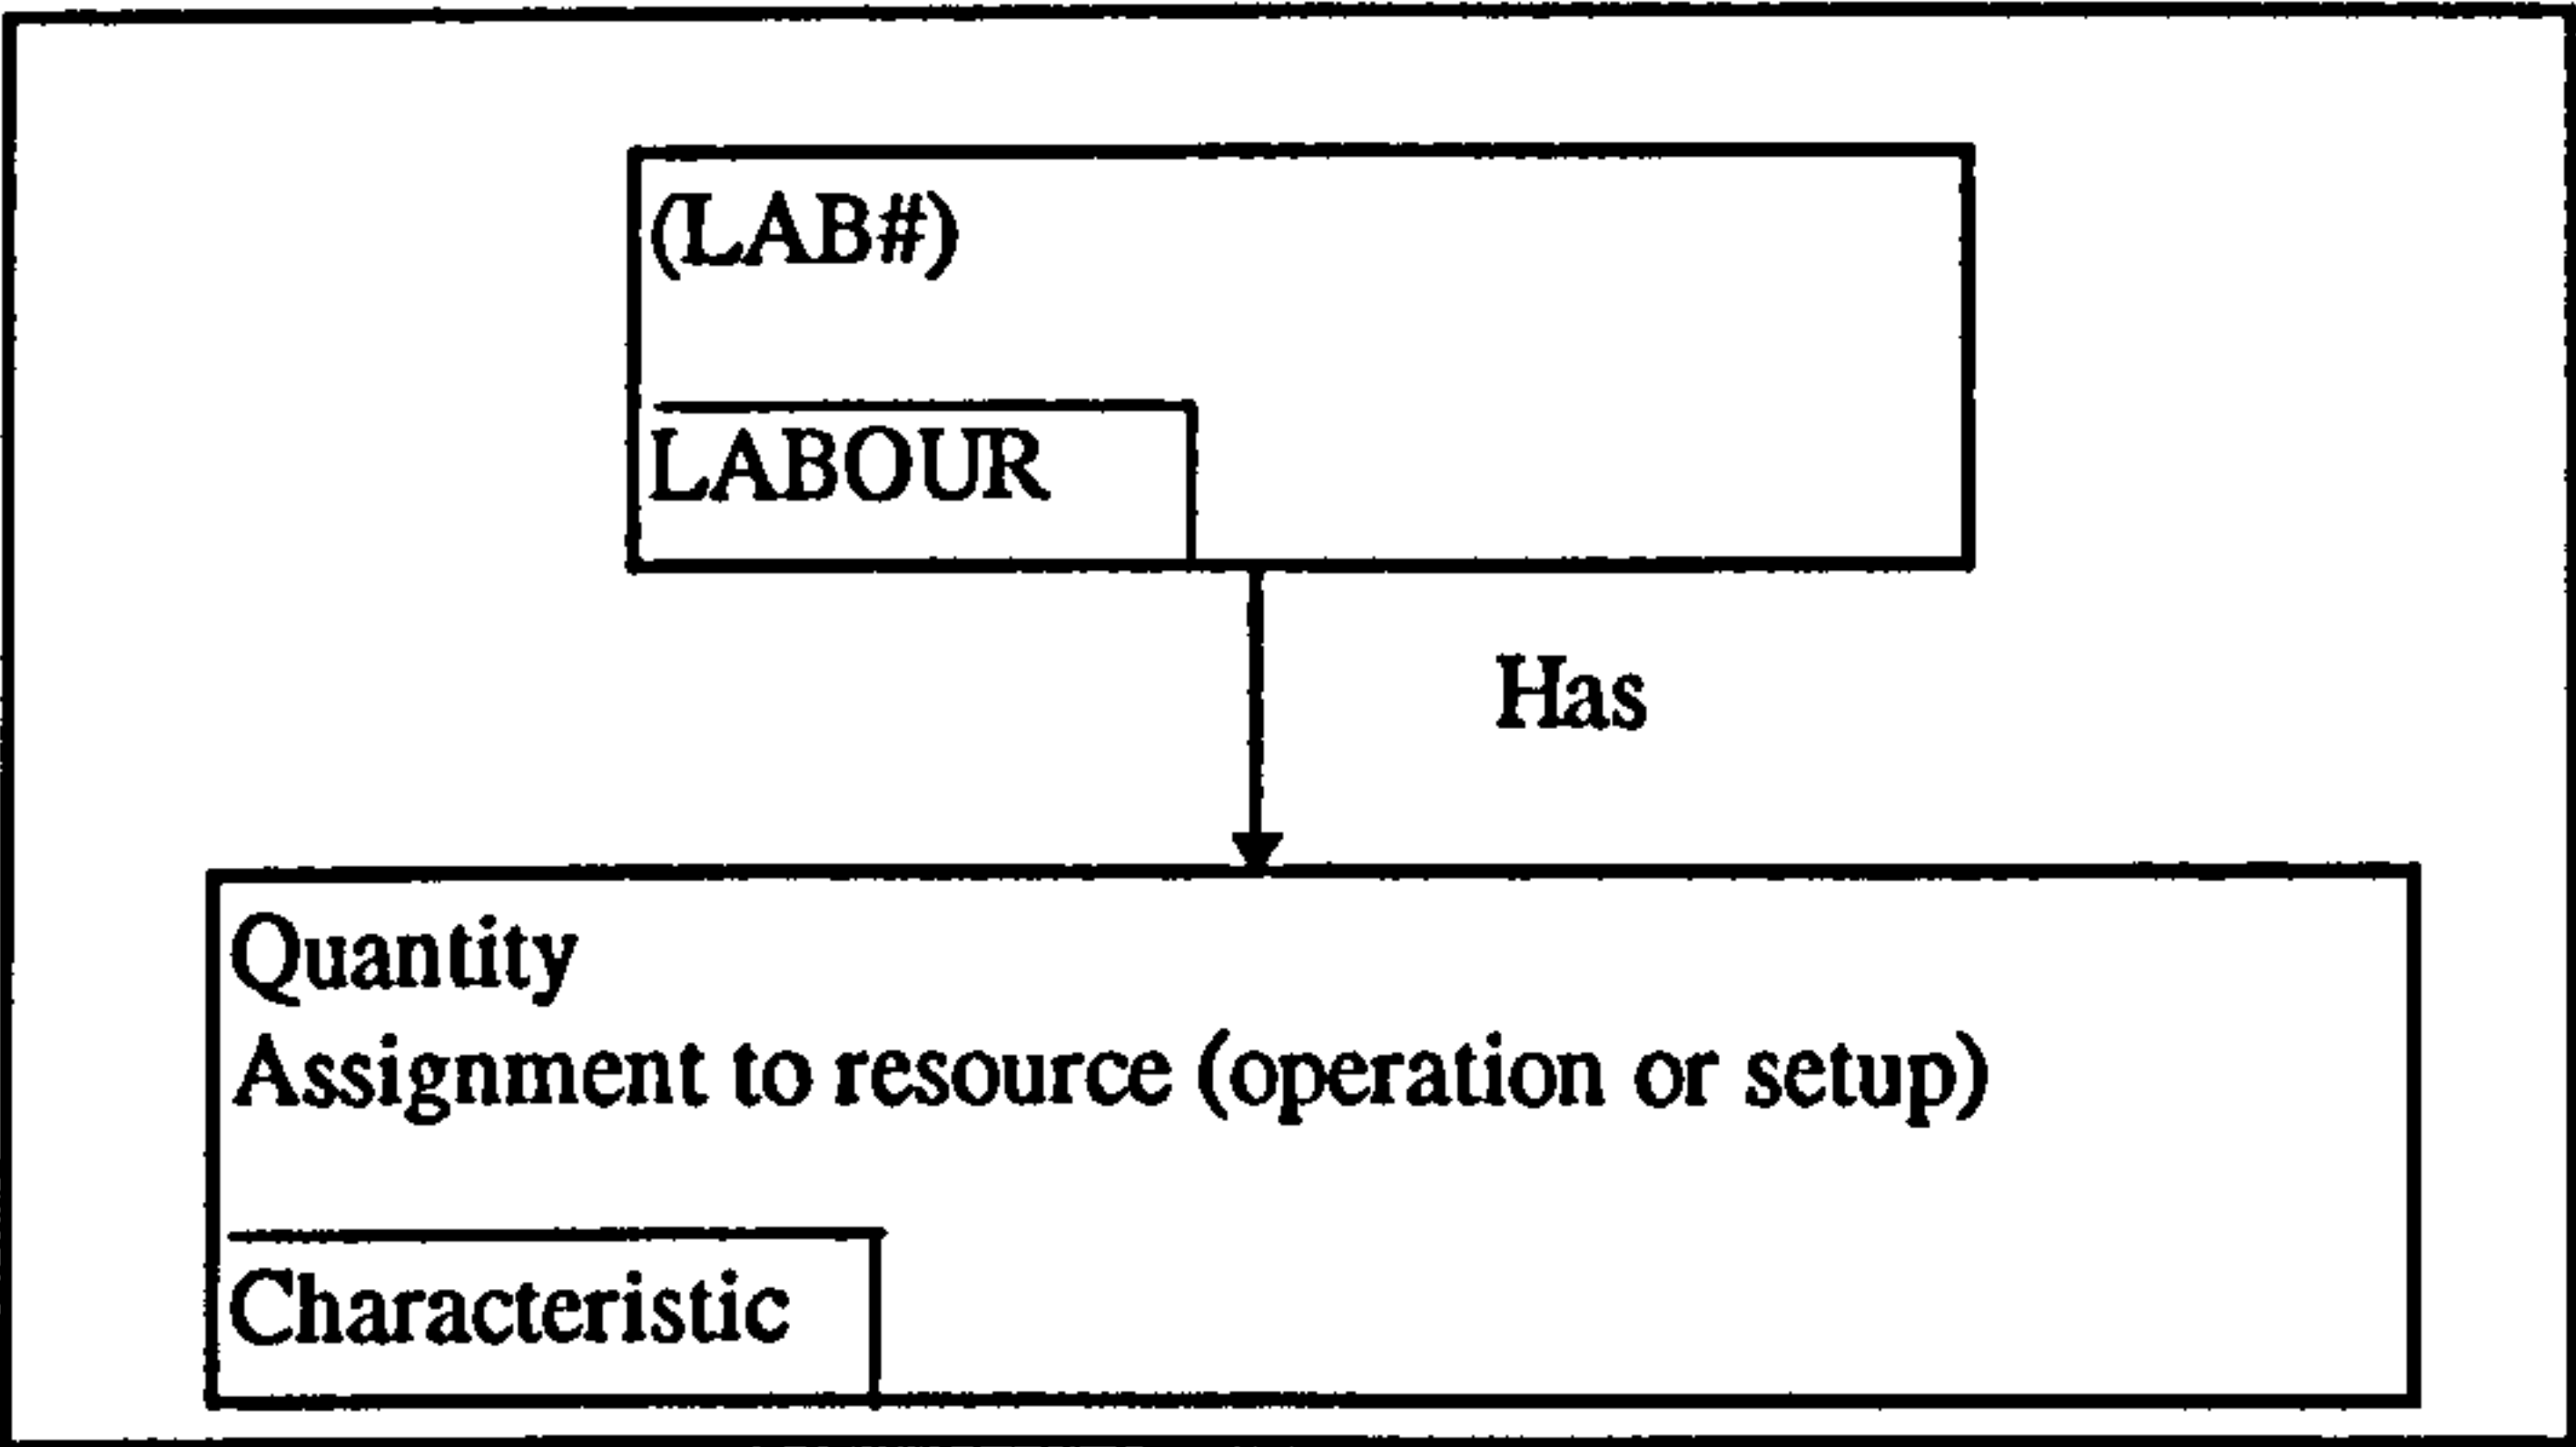 (LAB#)
LABOUR
Has
Quantity
Assignment to resource (operation or setup)
Characteristic